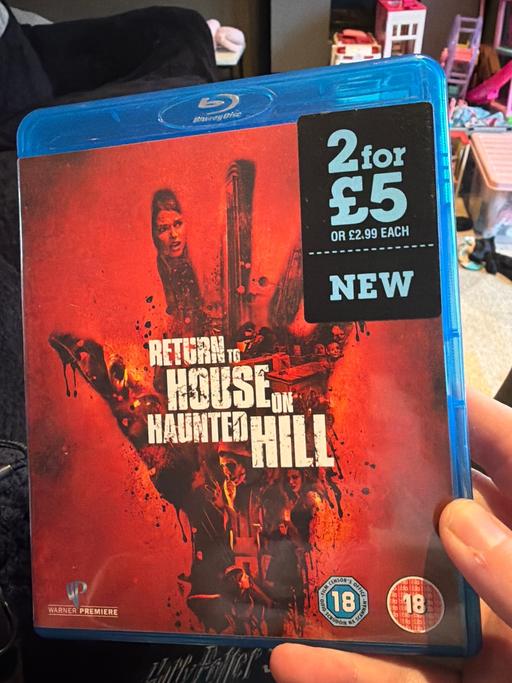 Blu-ray Disc
2 for
£5
OR £2.99 EACH
NEW
RETURN TO
HOUSE ON
HAUNTED HILL
WARNER PREMIERE
18
18
Harry Potter